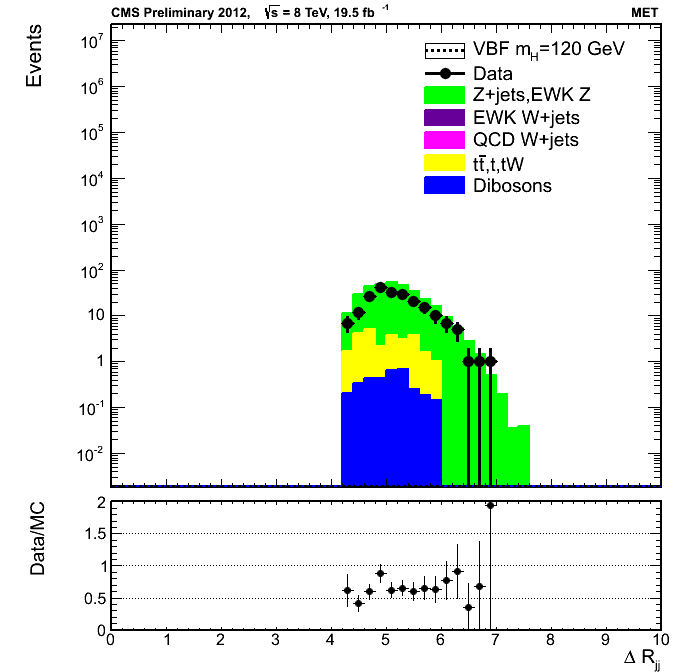 CMS Preliminary 2012, √s = 8 TeV, 19.5 fb⁻¹ MET
Events
10⁷
10⁶
10⁵
10⁴
10³
10²
10
1
10⁻¹
10⁻²
VBF m_H=120 GeV
Data
Z+jets,EWK Z
EWK W+jets
QCD W+jets
tt̄,t,tW
Dibosons
Data/MC
2
1.5
1
0.5
0
0 1 2 3 4 5 6 7 8 9 10
Δ R_jj